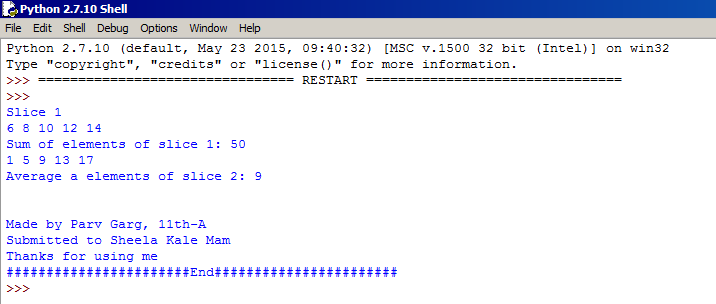 Python 2.7.10 Shell
File Edit Shell Debug Options Window Help
Python 2.7.10 (default, May 23 2015, 09:40:32) [MSC v.1500 32 bit (Intel)] on win32
Type "copyright", "credits" or "license()" for more information.
>>> ================================ RESTART ================================
>>>
Slice 1
6 8 10 12 14
Sum of elements of slice 1: 50
1 5 9 13 17
Average a elements of slice 2: 9
Made by Parv Garg, 11th-A
Submitted to Sheela Kale Mam
Thanks for using me
#######################End#######################
>>>